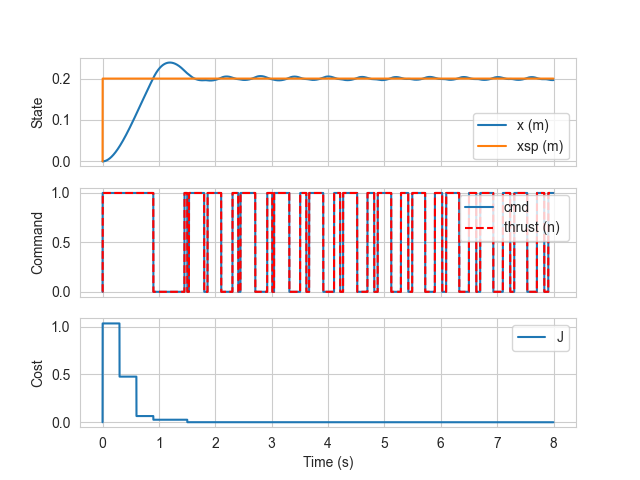 0.2
0.1
0.0
State
x (m)
xsp (m)
1.0
0.5
0.0
Command
cmd
thrust (n)
1.0
0.5
0.0
Cost
J
0 1 2 3 4 5 6 7 8
Time (s)